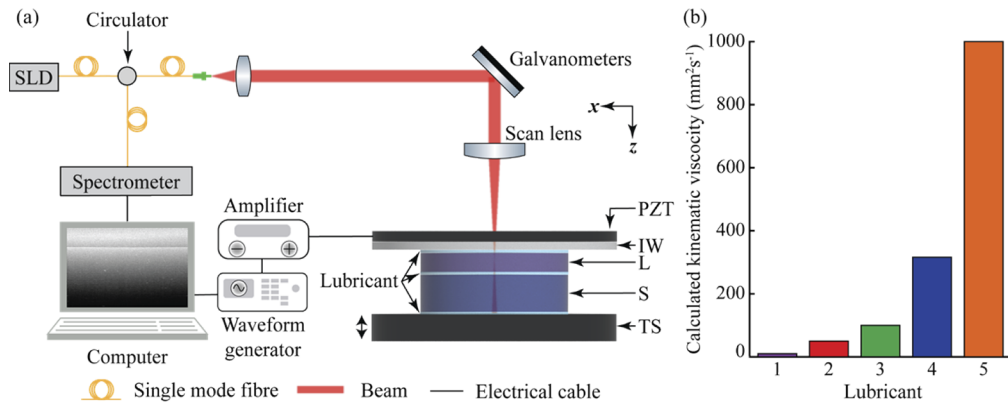 (a)
Circulator
SLD
Galvanometers
x
z
Scan lens
Spectrometer
Amplifier
PZT
IW
L
Lubricant
S
TS
Waveform
generator
Computer
Single mode fibre
Beam
Electrical cable
(b)
Calculated kinematic viscocity (mm²s⁻¹)
1000
800
600
400
200
0
1 2 3 4 5
Lubricant